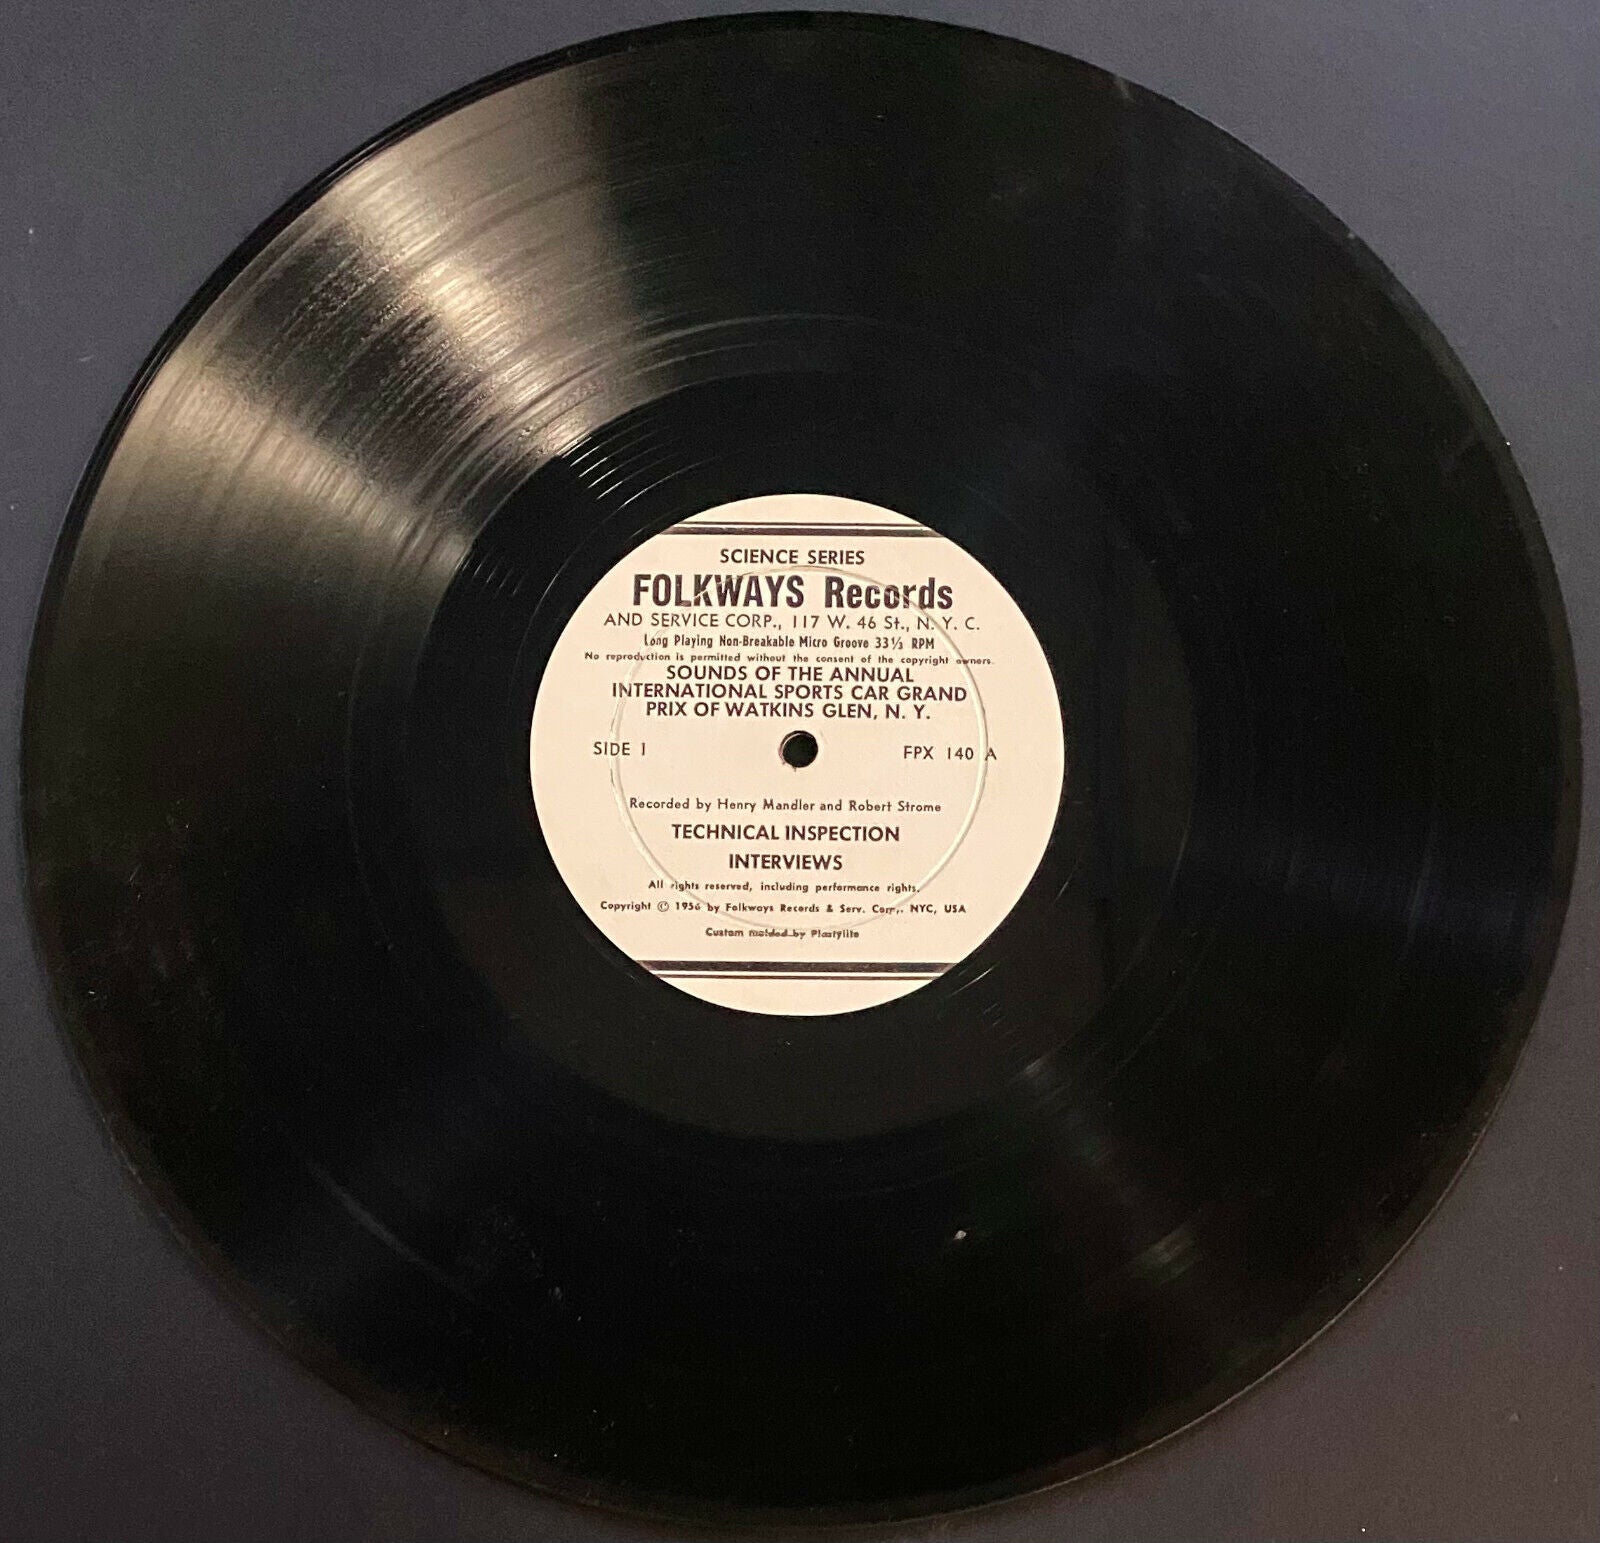 SCIENCE SERIES
FOLKWAYS Records
AND SERVICE CORP., 117 W. 46 St., N. Y. C.
Long Playing Non-Breakable Micro Groove 33⅓ RPM
No reproduction is permitted without the consent of the copyright owners.
SOUNDS OF THE ANNUAL
INTERNATIONAL SPORTS CAR GRAND
PRIX OF WATKINS GLEN, N. Y.
SIDE 1 FPX 140 A
Recorded by Henry Mandler and Robert Strome
TECHNICAL INSPECTION
INTERVIEWS
All rights reserved, including performance rights.
Copyright © 1956 by Folkways Records & Serv. Corp., NYC, USA
Custom molded by Plastylite